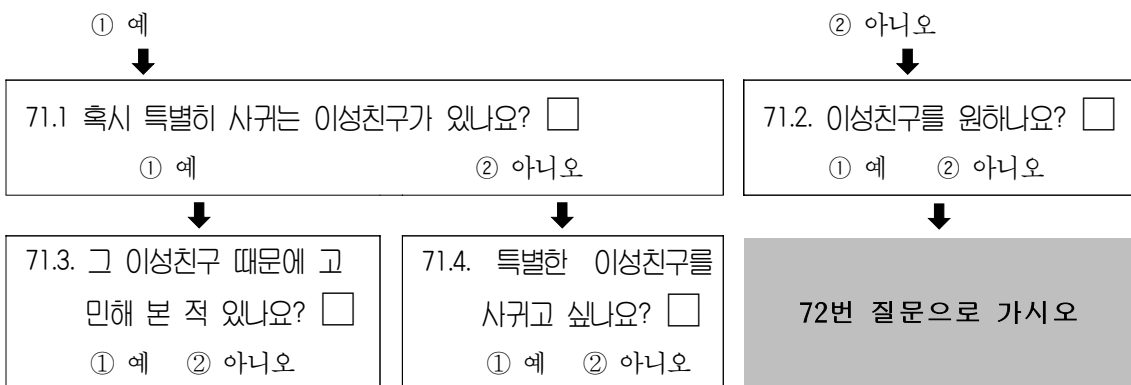 ① 예 ② 아니오
71.1 혹시 특별히 사귀는 이성친구가 있나요? □
① 예 ② 아니오
71.2. 이성친구를 원하나요? □
① 예 ② 아니오
71.3. 그 이성친구 때문에 고
민해 본 적 있나요? □
① 예 ② 아니오
71.4. 특별한 이성친구를
사귀고 싶나요? □
① 예 ② 아니오
72번 질문으로 가시오